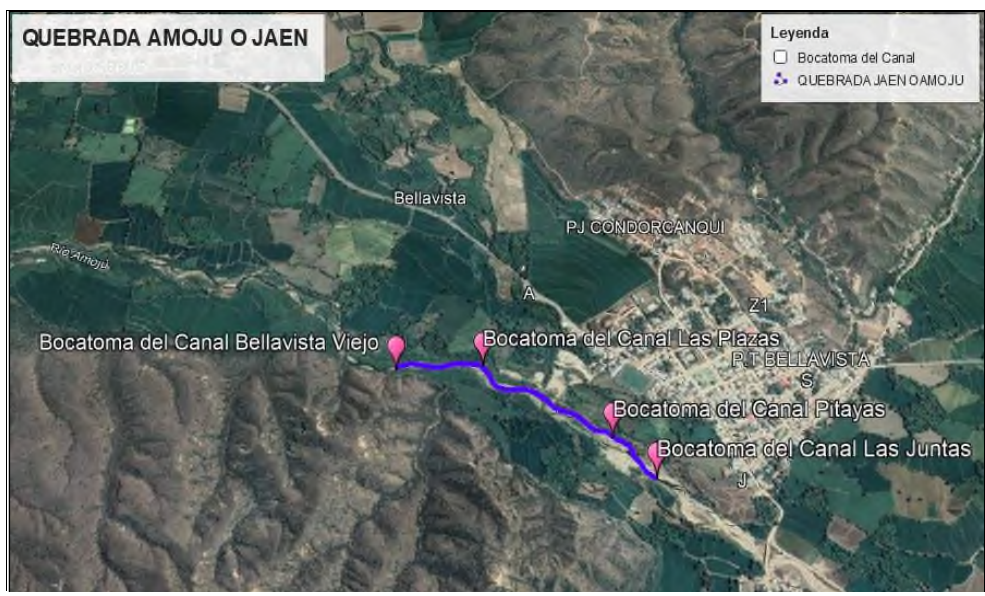 QUEBRADA AMOJU O JAEN
Leyenda
Bocatoma del Canal
QUEBRADA JAEN O AMOJU
Bellavista
PJ CONDORCANQUI
Río Amojú
A
Z1
Bocatoma del Canal Bellavista Viejo
Bocatoma del Canal Las Plazas
P.T BELLAVISTA
S
Bocatoma del Canal Pitayas
Bocatoma del Canal Las Juntas
J